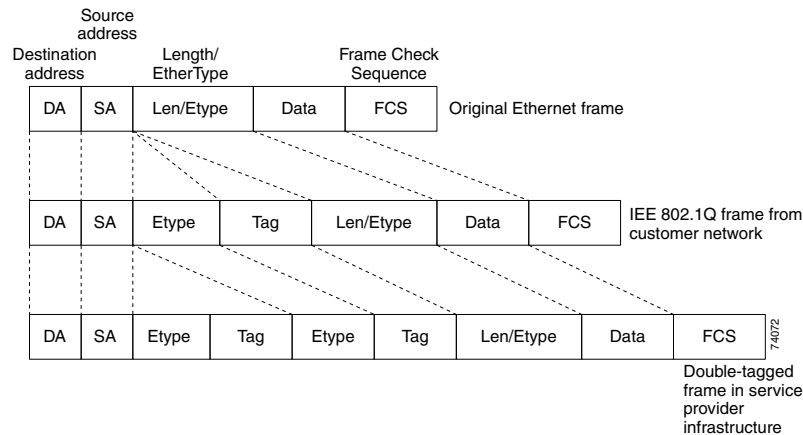 Source
address
Destination
address
Length/
EtherType
Frame Check
Sequence
DA SA Len/Etype Data FCS Original Ethernet frame
DA SA Etype Tag Len/Etype Data FCS IEE 802.1Q frame from
customer network
DA SA Etype Tag Etype Tag Len/Etype Data FCS 74072
Double-tagged
frame in service
provider
infrastructure